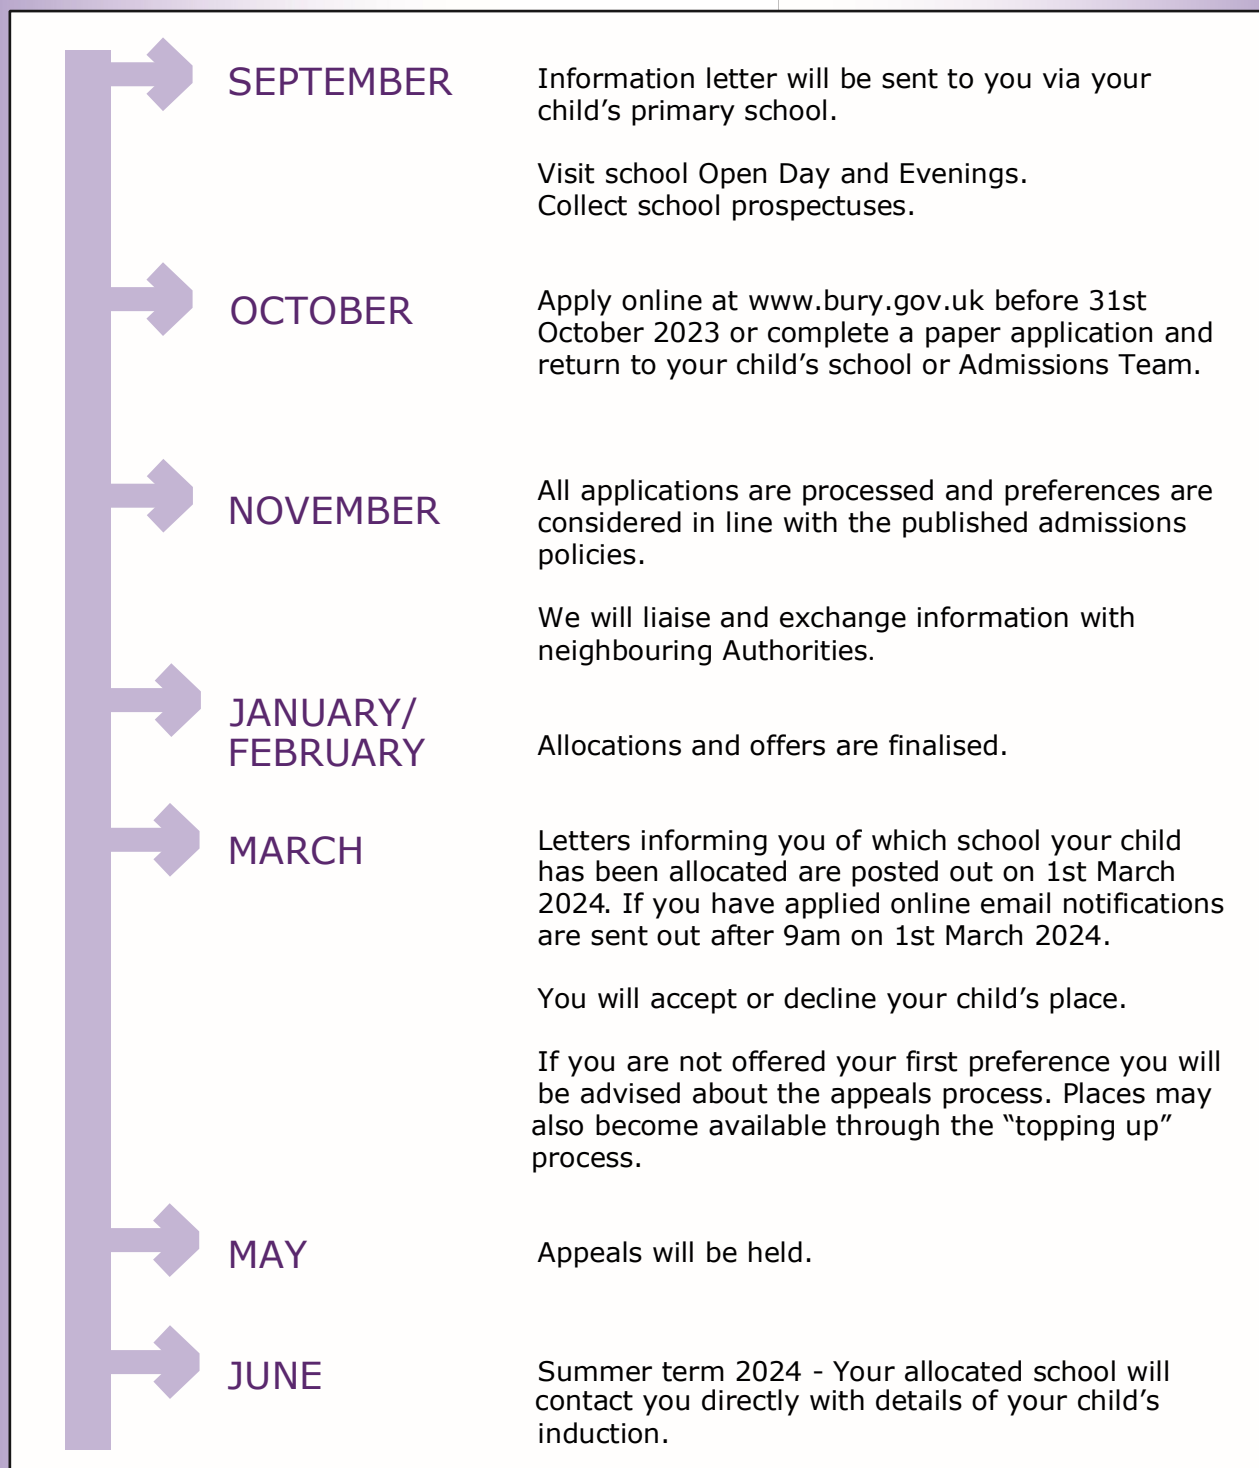 SEPTEMBER
Information letter will be sent to you via your
child’s primary school.
Visit school Open Day and Evenings.
Collect school prospectuses.
OCTOBER
Apply online at www.bury.gov.uk before 31st
October 2023 or complete a paper application and
return to your child’s school or Admissions Team.
NOVEMBER
All applications are processed and preferences are
considered in line with the published admissions
policies.
We will liaise and exchange information with
neighbouring Authorities.
JANUARY/
FEBRUARY
Allocations and offers are finalised.
MARCH
Letters informing you of which school your child
has been allocated are posted out on 1st March
2024. If you have applied online email notifications
are sent out after 9am on 1st March 2024.
You will accept or decline your child’s place.
If you are not offered your first preference you will
be advised about the appeals process. Places may
also become available through the “topping up”
process.
MAY
Appeals will be held.
JUNE
Summer term 2024 - Your allocated school will
contact you directly with details of your child’s
induction.